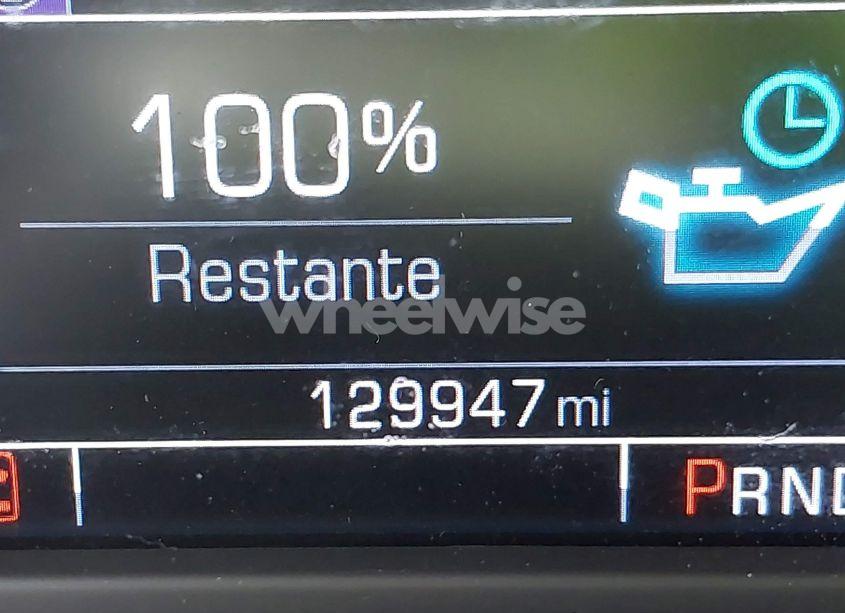 100%
Restante
wheelwise
129947 mi
PRND